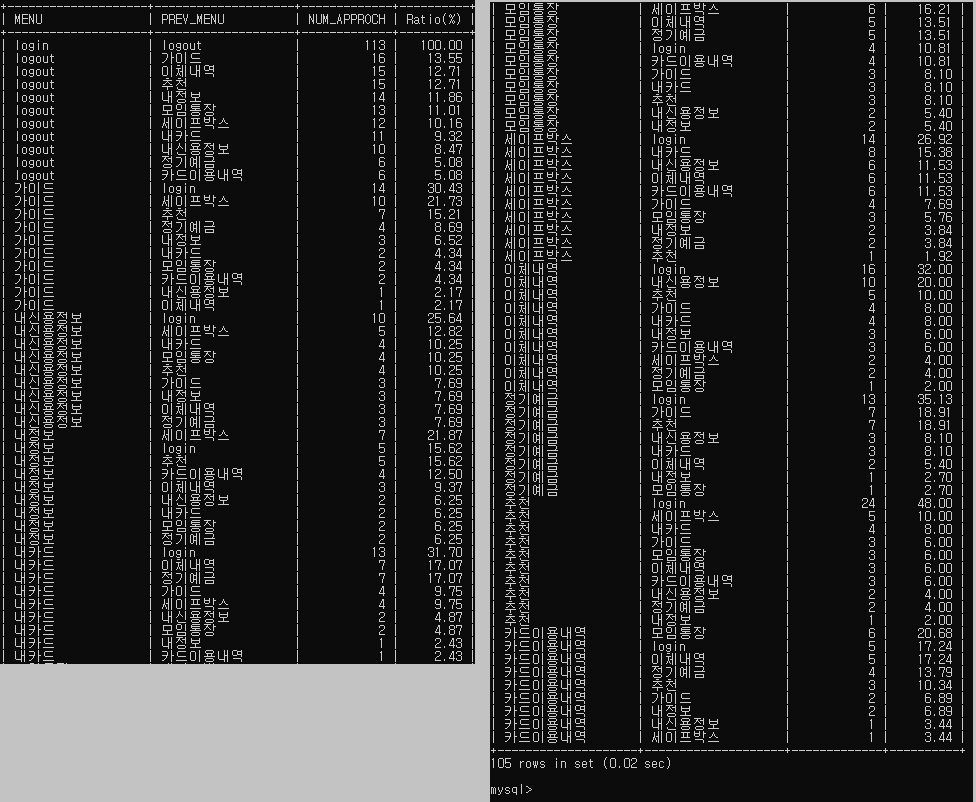 | MENU | PREV_MENU | NUM_APPROCH | Ratio(%) |
| login | logout | 113 | 100.00 |
| logout | 가이드 | 16 | 13.55 |
| logout | 이체내역 | 15 | 12.71 |
| logout | 추천 | 15 | 12.71 |
| logout | 내정보 | 14 | 11.86 |
| logout | 모임통장 | 13 | 11.01 |
| logout | 세이프박스 | 12 | 10.16 |
| logout | 내카드 | 11 | 9.32 |
| logout | 내신용정보 | 10 | 8.47 |
| logout | 정기예금 | 6 | 5.08 |
| logout | 카드이용내역 | 6 | 5.08 |
| 가이드 | login | 14 | 30.43 |
| 가이드 | 세이프박스 | 10 | 21.73 |
| 가이드 | 추천 | 7 | 15.21 |
| 가이드 | 정기예금 | 4 | 8.69 |
| 가이드 | 내정보 | 3 | 6.52 |
| 가이드 | 내카드 | 2 | 4.34 |
| 가이드 | 모임통장 | 2 | 4.34 |
| 가이드 | 카드이용내역 | 2 | 4.34 |
| 가이드 | 내신용정보 | 1 | 2.17 |
| 가이드 | 이체내역 | 1 | 2.17 |
| 내신용정보 | login | 10 | 25.64 |
| 내신용정보 | 세이프박스 | 5 | 12.82 |
| 내신용정보 | 내카드 | 4 | 10.25 |
| 내신용정보 | 모임통장 | 4 | 10.25 |
| 내신용정보 | 추천 | 4 | 10.25 |
| 내신용정보 | 가이드 | 3 | 7.69 |
| 내신용정보 | 내정보 | 3 | 7.69 |
| 내신용정보 | 이체내역 | 3 | 7.69 |
| 내신용정보 | 정기예금 | 3 | 7.69 |
| 내정보 | 세이프박스 | 7 | 21.87 |
| 내정보 | login | 5 | 15.62 |
| 내정보 | 추천 | 5 | 15.62 |
| 내정보 | 카드이용내역 | 4 | 12.50 |
| 내정보 | 이체내역 | 3 | 9.37 |
| 내정보 | 내신용정보 | 2 | 6.25 |
| 내정보 | 내카드 | 2 | 6.25 |
| 내정보 | 모임통장 | 2 | 6.25 |
| 내정보 | 정기예금 | 2 | 6.25 |
| 내카드 | login | 13 | 31.70 |
| 내카드 | 이체내역 | 7 | 17.07 |
| 내카드 | 정기예금 | 7 | 17.07 |
| 내카드 | 가이드 | 4 | 9.75 |
| 내카드 | 세이프박스 | 4 | 9.75 |
| 내카드 | 내신용정보 | 2 | 4.87 |
| 내카드 | 모임통장 | 2 | 4.87 |
| 내카드 | 내정보 | 1 | 2.43 |
| 내카드 | 카드이용내역 | 1 | 2.43 |
| 모임통장 | 세이프박스 | 6 | 16.21 |
| 모임통장 | 이체내역 | 5 | 13.51 |
| 모임통장 | 정기예금 | 5 | 13.51 |
| 모임통장 | login | 4 | 10.81 |
| 모임통장 | 카드이용내역 | 4 | 10.81 |
| 모임통장 | 가이드 | 3 | 8.10 |
| 모임통장 | 내카드 | 3 | 8.10 |
| 모임통장 | 추천 | 3 | 8.10 |
| 모임통장 | 내신용정보 | 2 | 5.40 |
| 모임통장 | 내정보 | 2 | 5.40 |
| 세이프박스 | login | 14 | 26.92 |
| 세이프박스 | 내카드 | 8 | 15.38 |
| 세이프박스 | 내신용정보 | 6 | 11.53 |
| 세이프박스 | 이체내역 | 6 | 11.53 |
| 세이프박스 | 카드이용내역 | 6 | 11.53 |
| 세이프박스 | 가이드 | 4 | 7.69 |
| 세이프박스 | 모임통장 | 3 | 5.76 |
| 세이프박스 | 내정보 | 2 | 3.84 |
| 세이프박스 | 정기예금 | 2 | 3.84 |
| 세이프박스 | 추천 | 1 | 1.92 |
| 이체내역 | login | 16 | 32.00 |
| 이체내역 | 내신용정보 | 10 | 20.00 |
| 이체내역 | 추천 | 5 | 10.00 |
| 이체내역 | 가이드 | 4 | 8.00 |
| 이체내역 | 내카드 | 4 | 8.00 |
| 이체내역 | 내정보 | 3 | 6.00 |
| 이체내역 | 카드이용내역 | 3 | 6.00 |
| 이체내역 | 세이프박스 | 2 | 4.00 |
| 이체내역 | 정기예금 | 2 | 4.00 |
| 이체내역 | 모임통장 | 1 | 2.00 |
| 정기예금 | login | 13 | 35.13 |
| 정기예금 | 가이드 | 7 | 18.91 |
| 정기예금 | 추천 | 7 | 18.91 |
| 정기예금 | 내신용정보 | 3 | 8.10 |
| 정기예금 | 내카드 | 3 | 8.10 |
| 정기예금 | 이체내역 | 2 | 5.40 |
| 정기예금 | 내정보 | 1 | 2.70 |
| 정기예금 | 모임통장 | 1 | 2.70 |
| 추천 | login | 24 | 48.00 |
| 추천 | 세이프박스 | 5 | 10.00 |
| 추천 | 내카드 | 4 | 8.00 |
| 추천 | 가이드 | 3 | 6.00 |
| 추천 | 모임통장 | 3 | 6.00 |
| 추천 | 이체내역 | 3 | 6.00 |
| 추천 | 카드이용내역 | 3 | 6.00 |
| 추천 | 내신용정보 | 2 | 4.00 |
| 추천 | 정기예금 | 2 | 4.00 |
| 추천 | 내정보 | 1 | 2.00 |
| 카드이용내역 | 모임통장 | 6 | 20.68 |
| 카드이용내역 | login | 5 | 17.24 |
| 카드이용내역 | 이체내역 | 5 | 17.24 |
| 카드이용내역 | 정기예금 | 4 | 13.79 |
| 카드이용내역 | 추천 | 3 | 10.34 |
| 카드이용내역 | 가이드 | 2 | 6.89 |
| 카드이용내역 | 내정보 | 2 | 6.89 |
| 카드이용내역 | 내신용정보 | 1 | 3.44 |
| 카드이용내역 | 세이프박스 | 1 | 3.44 |
105 rows in set (0.02 sec)
mysql>